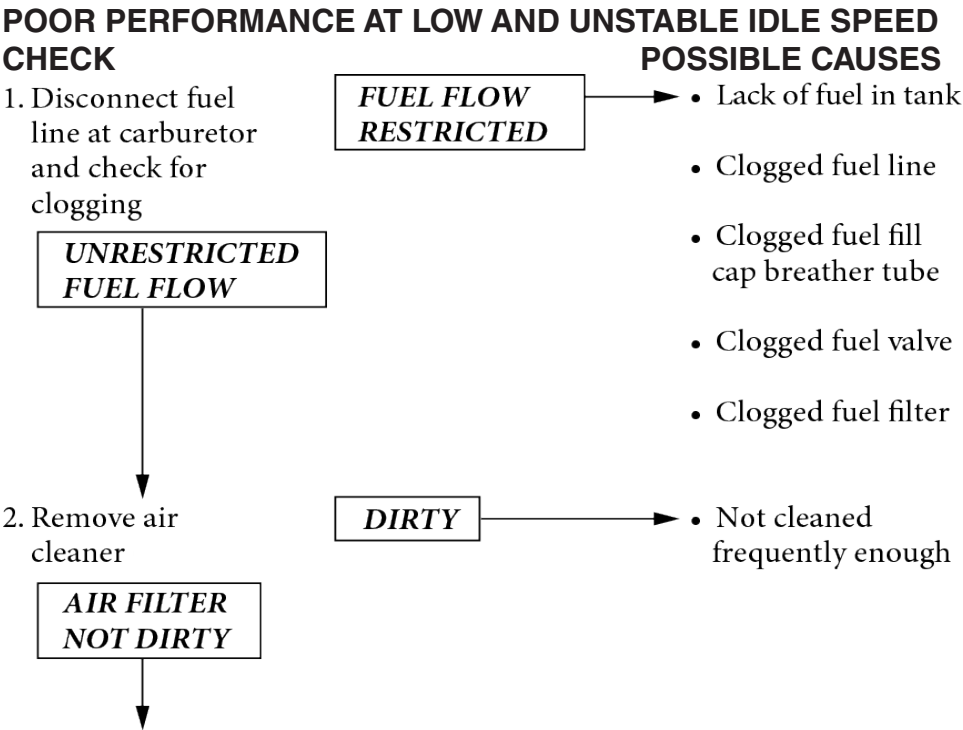 POOR PERFORMANCE AT LOW AND UNSTABLE IDLE SPEED
CHECK POSSIBLE CAUSES
1. Disconnect fuel
line at carburetor
and check for
clogging
FUEL FLOW
RESTRICTED
• Lack of fuel in tank
• Clogged fuel line
• Clogged fuel fill
cap breather tube
• Clogged fuel valve
• Clogged fuel filter
UNRESTRICTED
FUEL FLOW
2. Remove air
cleaner
DIRTY
• Not cleaned
frequently enough
AIR FILTER
NOT DIRTY